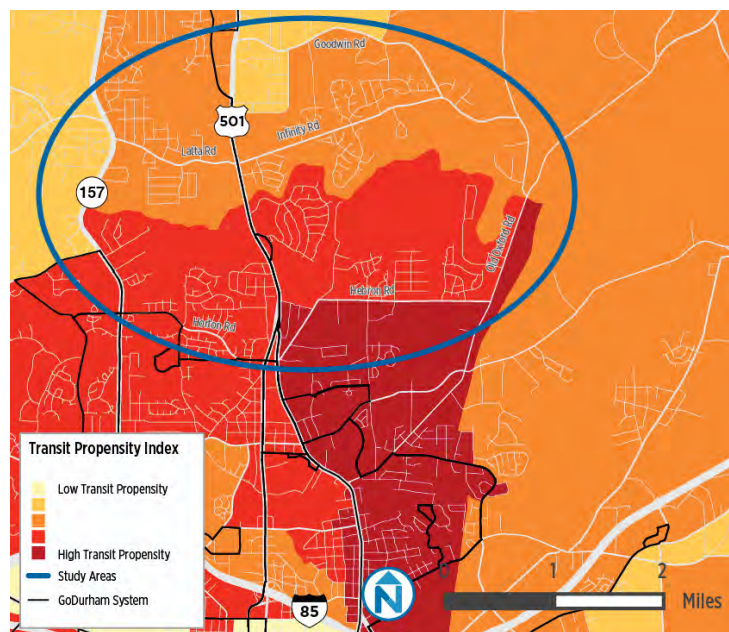 Goodwin Rd
501
Infinity Rd
Latta Rd
157
Old Oxford Rd
Hebron Rd
Horton Rd
Transit Propensity Index
Low Transit Propensity
High Transit Propensity
Study Areas
GoDurham System
85
N
0 1 2
Miles